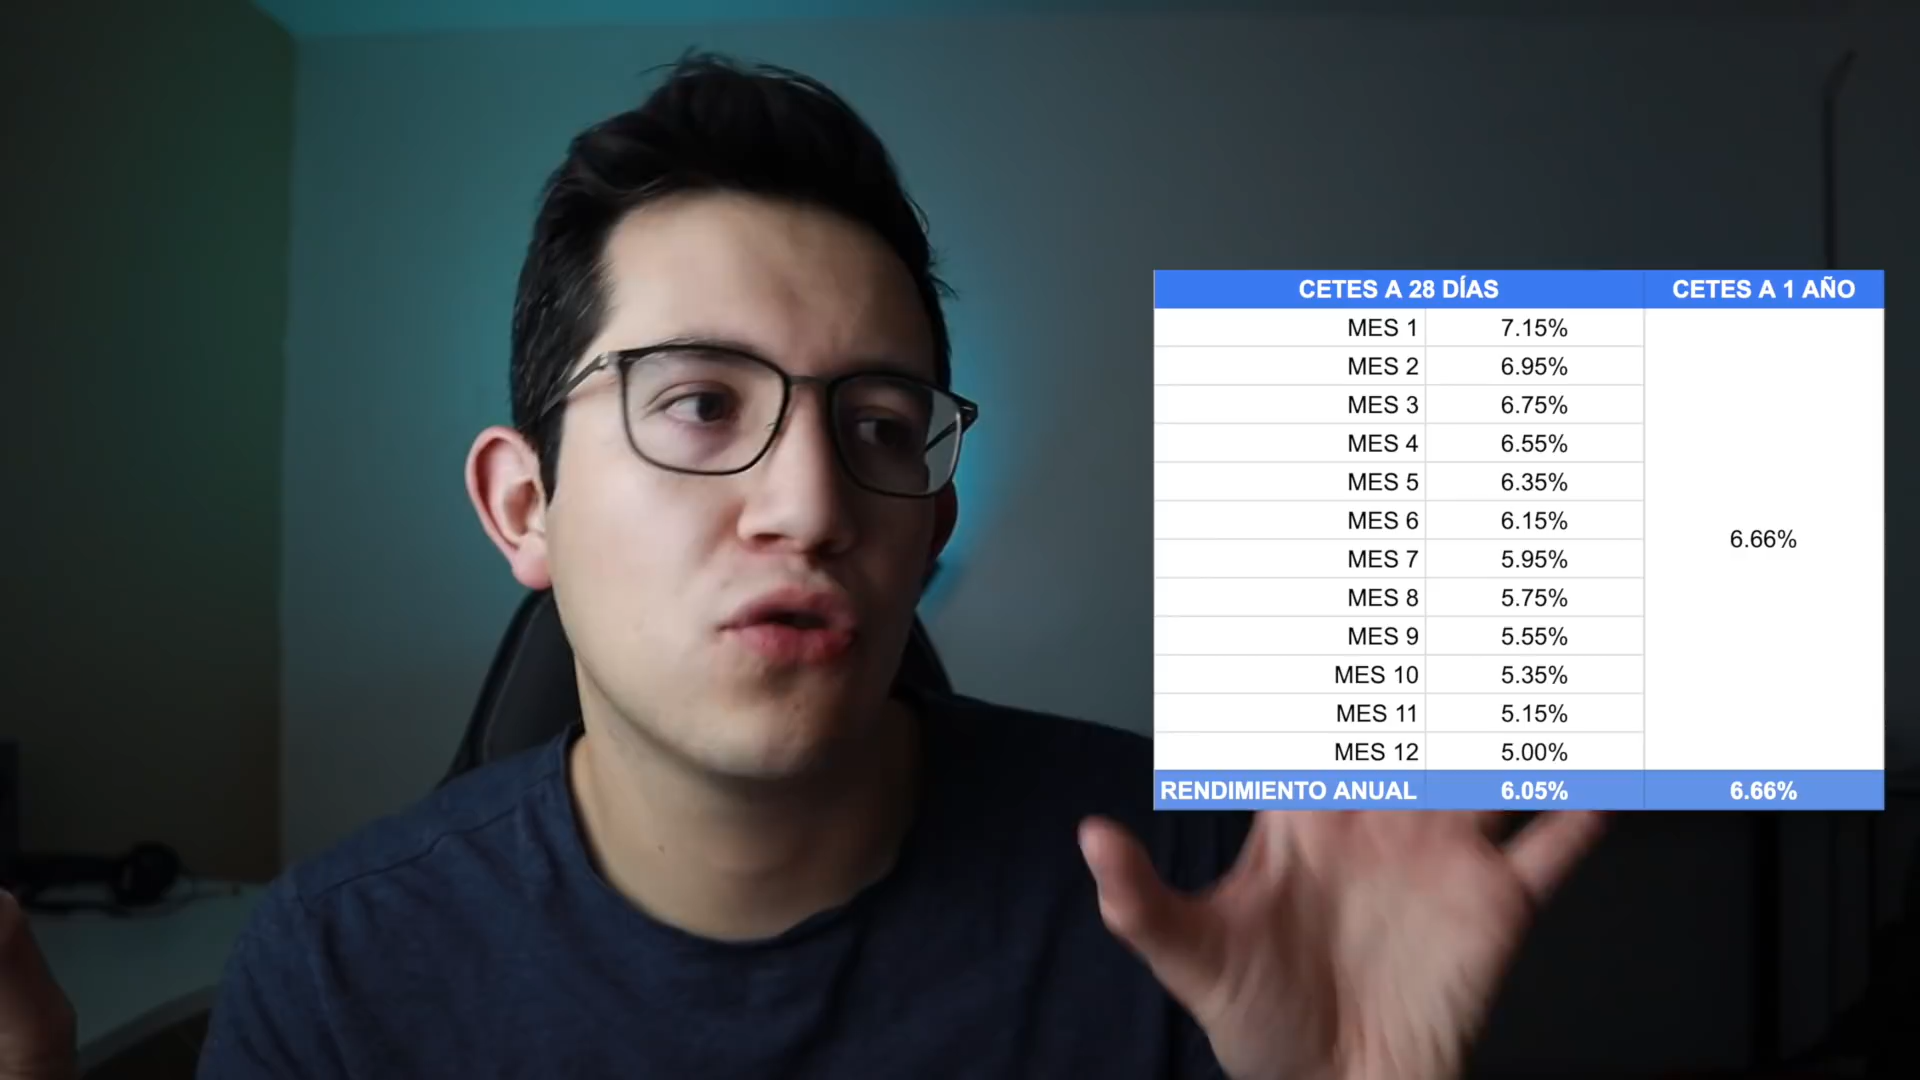 CETES A 28 DÍAS CETES A 1 AÑO
MES 1 7.15%
MES 2 6.95%
MES 3 6.75%
MES 4 6.55%
MES 5 6.35%
MES 6 6.15%
6.66%
MES 7 5.95%
MES 8 5.75%
MES 9 5.55%
MES 10 5.35%
MES 11 5.15%
MES 12 5.00%
RENDIMIENTO ANUAL 6.05% 6.66%